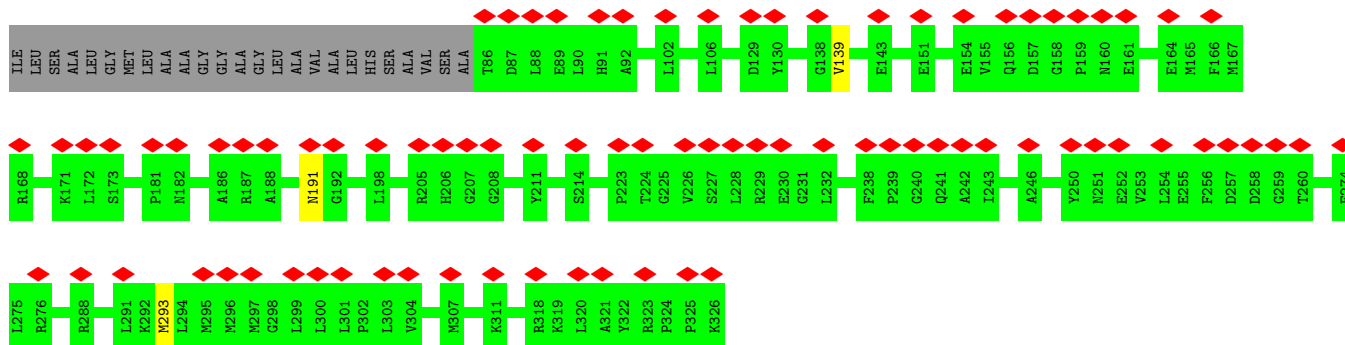 ILE LEU SER ALA LEU GLY MET LEU ALA ALA GLY GLY ALA GLY LEU ALA VAL ALA LEU HIS SER ALA VAL SER ALA T86 D87 L88 E89 L90 H91 A92 L102 L106 D129 Y130 G138 V139 E143 E151 E154 V155 Q156 D157 G158 P159 N160 E161 E164 M165 F166 M167
R168 K171 L172 S173 P181 N182 A186 R187 A188 N191 G192 L198 R205 H206 G207 G208 Y211 S214 P223 T224 G225 V226 S227 L228 R229 E230 G231 L232 F238 P239 G240 Q241 A242 I243 A246 Y250 N251 E252 V253 L254 E255 F256 D257 D258 G259 T260
L275 R276 R288 L291 K292 M293 L294 M295 M296 M297 G298 L299 L300 L301 P302 L303 V304 M307 K311 R318 K319 L320 A321 Y322 R323 P324 P325 K326